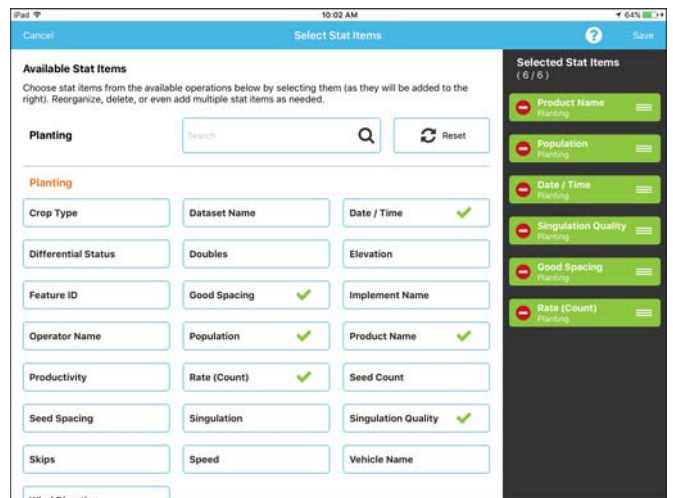 iPad 10:02 AM 64%
Cancel Select Stat Items ? Save
Available Stat Items
Choose stat items from the available operations below by selecting them (as they will be added to the
right). Reorganize, delete, or even add multiple stat items as needed.
Planting Search Reset
Planting
Crop Type Dataset Name Date / Time
Differential Status Doubles Elevation
Feature ID Good Spacing Implement Name
Operator Name Population Product Name
Productivity Rate (Count) Seed Count
Seed Spacing Singulation Singulation Quality
Skips Speed Vehicle Name
Selected Stat Items
(6/6)
Product Name
Planting
Population
Planting
Date / Time
Planting
Singulation Quality
Planting
Good Spacing
Planting
Rate (Count)
Planting